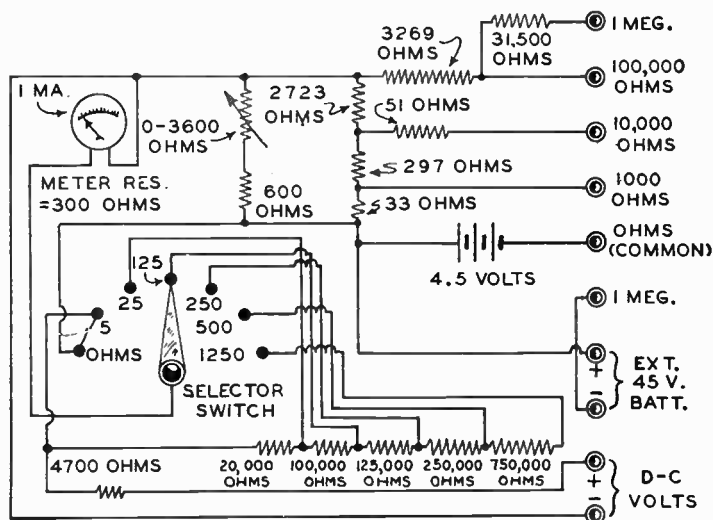 3269
OHMS
31,500
OHMS
1 MEG.
100,000
OHMS
1 MA.
2723
OHMS
51 OHMS
0-3600
OHMS
10,000
OHMS
297 OHMS
METER RES.
=300 OHMS
600
OHMS
1000
OHMS
33 OHMS
OHMS
(COMMON)
4.5 VOLTS
125
25
250
5
500
OHMS
1250
SELECTOR
SWITCH
1 MEG.
+
−
EXT.
45 V.
BATT.
4700 OHMS
20,000
OHMS
100,000
OHMS
125,000
OHMS
250,000
OHMS
750,000
OHMS
+
−
D-C
VOLTS